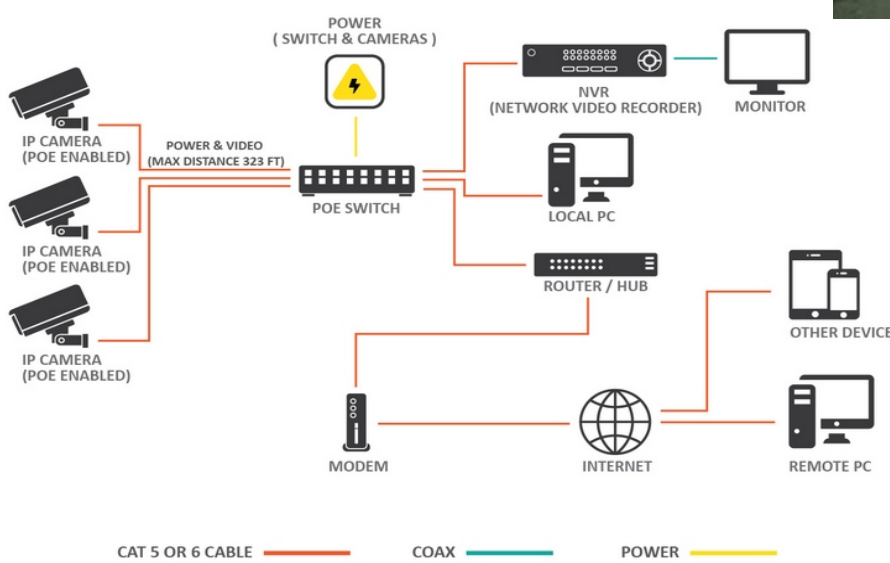 POWER
( SWITCH & CAMERAS )
NVR
(NETWORK VIDEO RECORDER)
MONITOR
IP CAMERA
(POE ENABLED)
POWER & VIDEO
(MAX DISTANCE 323 FT)
POE SWITCH
LOCAL PC
IP CAMERA
(POE ENABLED)
ROUTER / HUB
OTHER DEVICE
IP CAMERA
(POE ENABLED)
MODEM
INTERNET
REMOTE PC
CAT 5 OR 6 CABLE
COAX
POWER